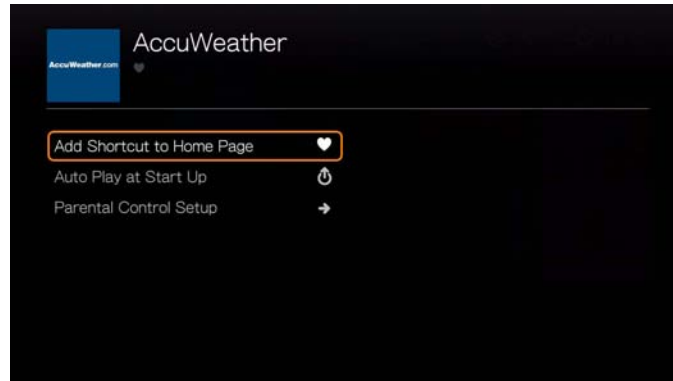 AccuWeather
AccuWeather.com
Add Shortcut to Home Page
Auto Play at Start Up
Parental Control Setup